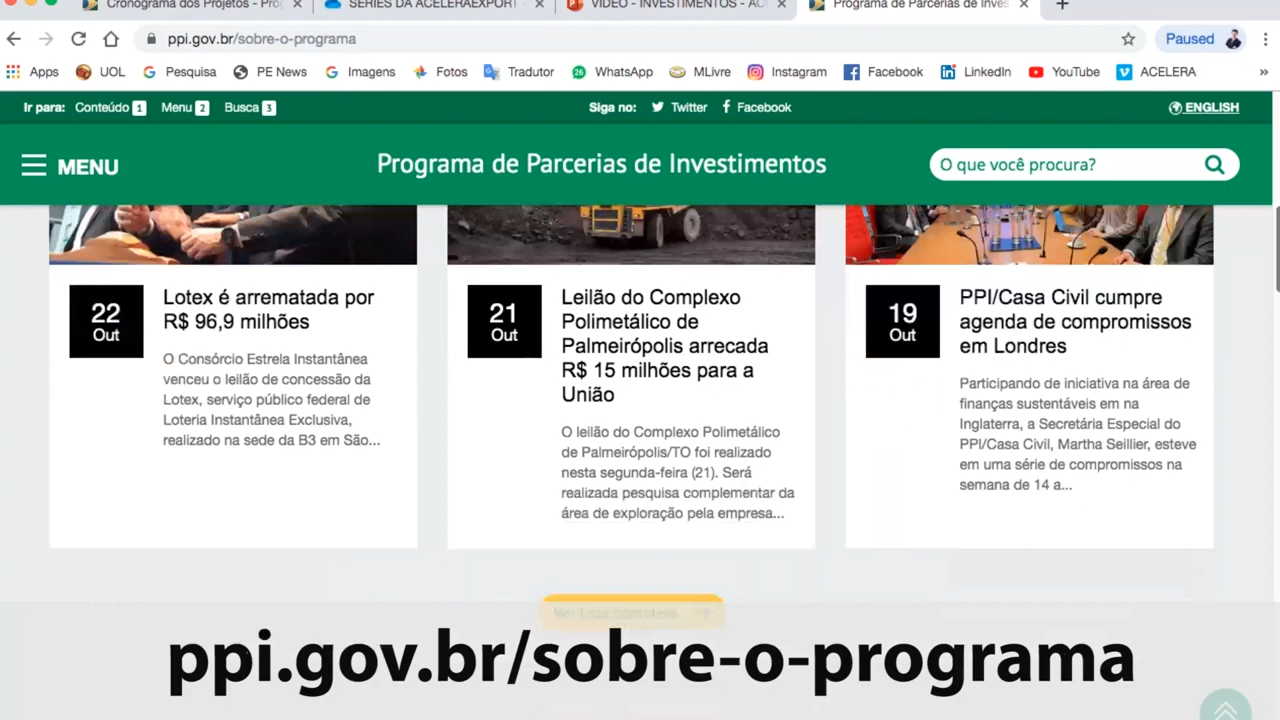 Cronograma dos Projetos - Prog
SÉRIES DA ACELERAEXPORT
VÍDEO - INVESTIMENTOS - AC
Programa de Parcerias de Inves
ppi.gov.br/sobre-o-programa
Paused
Apps
UOL
Pesquisa
PE News
Imagens
Fotos
Tradutor
26
WhatsApp
MLivre
Instagram
Facebook
LinkedIn
YouTube
ACELERA
»
Ir para: Conteúdo 1 Menu 2 Busca 3
Siga no: Twitter Facebook
ENGLISH
MENU
Programa de Parcerias de Investimentos
O que você procura?
22
Out
Lotex é arrematada por
R$ 96,9 milhões
O Consórcio Estrela Instantânea
venceu o leilão de concessão da
Lotex, serviço público federal de
Loteria Instantânea Exclusiva,
realizado na sede da B3 em São...
21
Out
Leilão do Complexo
Polimetálico de
Palmeirópolis arrecada
R$ 15 milhões para a
União
O leilão do Complexo Polimetálico
de Palmeirópolis/TO foi realizado
nesta segunda-feira (21). Será
realizada pesquisa complementar da
área de exploração pela empresa...
19
Out
PPI/Casa Civil cumpre
agenda de compromissos
em Londres
Participando de iniciativa na área de
finanças sustentáveis em na
Inglaterra, a Secretária Especial do
PPI/Casa Civil, Martha Seillier, esteve
em uma série de compromissos na
semana de 14 a...
Ver lista completa
ppi.gov.br/sobre-o-programa